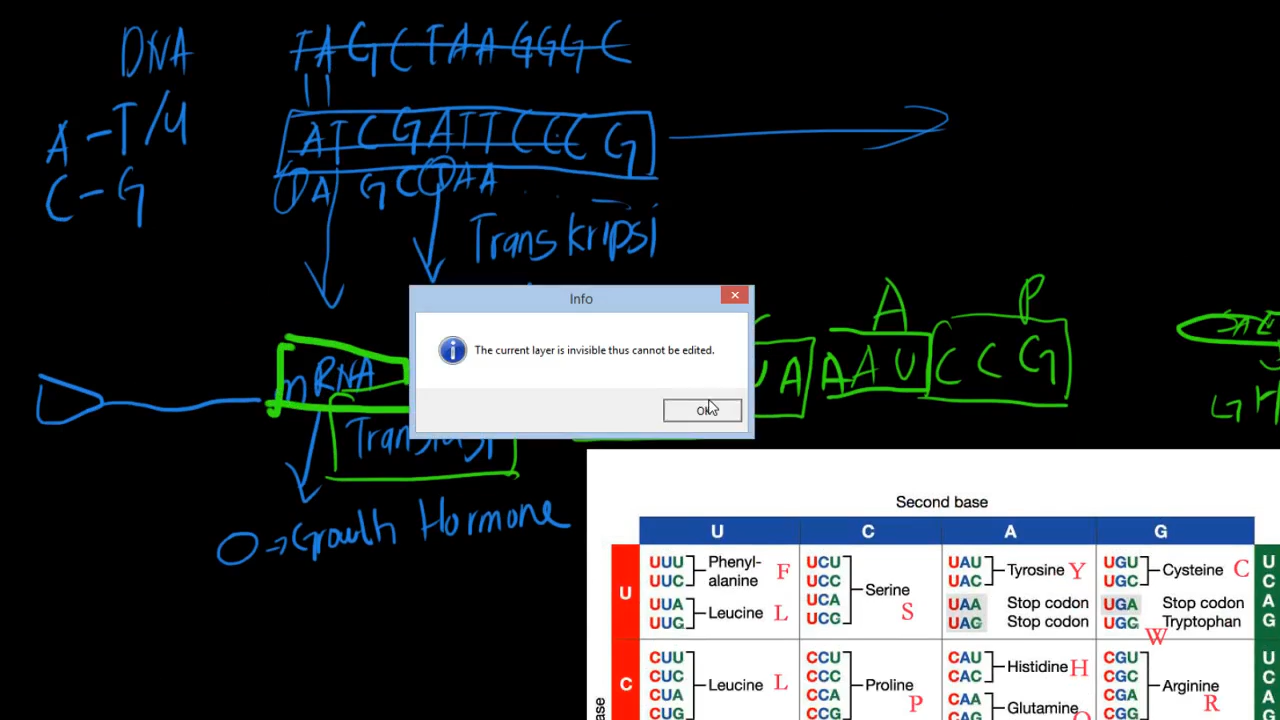 DNA
TAGCTAAGGGC
A - T/U
ATCGATTCCCG
C - G
UAGCUAA
Transkripsi
Info
The current layer is invisible thus cannot be edited.
OK
A P
mRNA
UA AAU CCG
Translasi
O => Growth Hormone
Second base
U C A G
U
UUU
UUC
Phenyl-
alanine
F
UUA
UUG
Leucine L
UCU
UCC
UCA
UCG
Serine
S
UAU
UAC
Tyrosine Y
UAA Stop codon
UAG Stop codon
UGU
UGC
Cysteine C
UGA Stop codon
UGG Tryptophan
W
U
C
A
G
C
CUU
CUC
CUA
CUG
Leucine L
CCU
CCC
CCA
CCG
Proline
P
CAU
CAC
Histidine H
CAA
CAG
Glutamine
CGU
CGC
CGA
CGG
Arginine
R
U
C
A
G
base